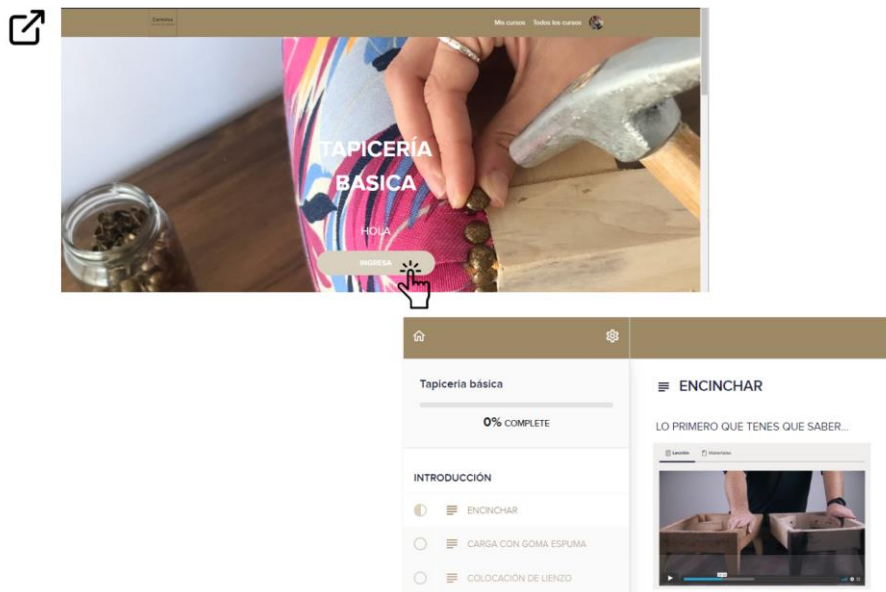 Mis cursos Todos los cursos
TAPICERÍA
BASICA
HOLA
INGRESA
Tapiceria básica
0% COMPLETE
INTRODUCCIÓN
ENCINCHAR
CARGA CON GOMA ESPUMA
COLOCACIÓN DE LIENZO
ENCINCHAR
LO PRIMERO QUE TENES QUE SABER...
Lección Materiales